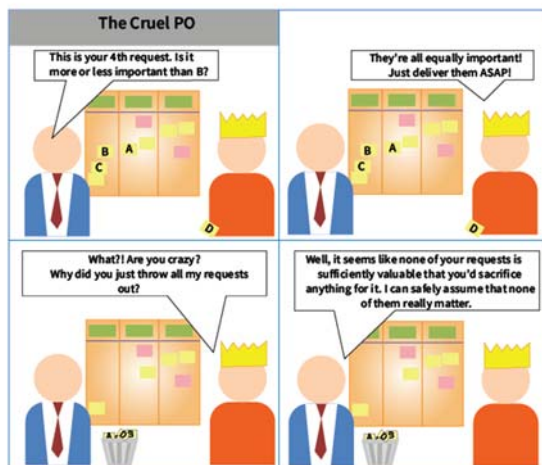 The Cruel PO
This is your 4th request. Is it
more or less important than B?
B
A
C
D
They're all equally important!
Just deliver them ASAP!
B
A
C
D
What?! Are you crazy?
Why did you just throw all my requests
out?
Well, it seems like none of your requests is
sufficiently valuable that you'd sacrifice
anything for it. I can safely assume that none
of them really matter.